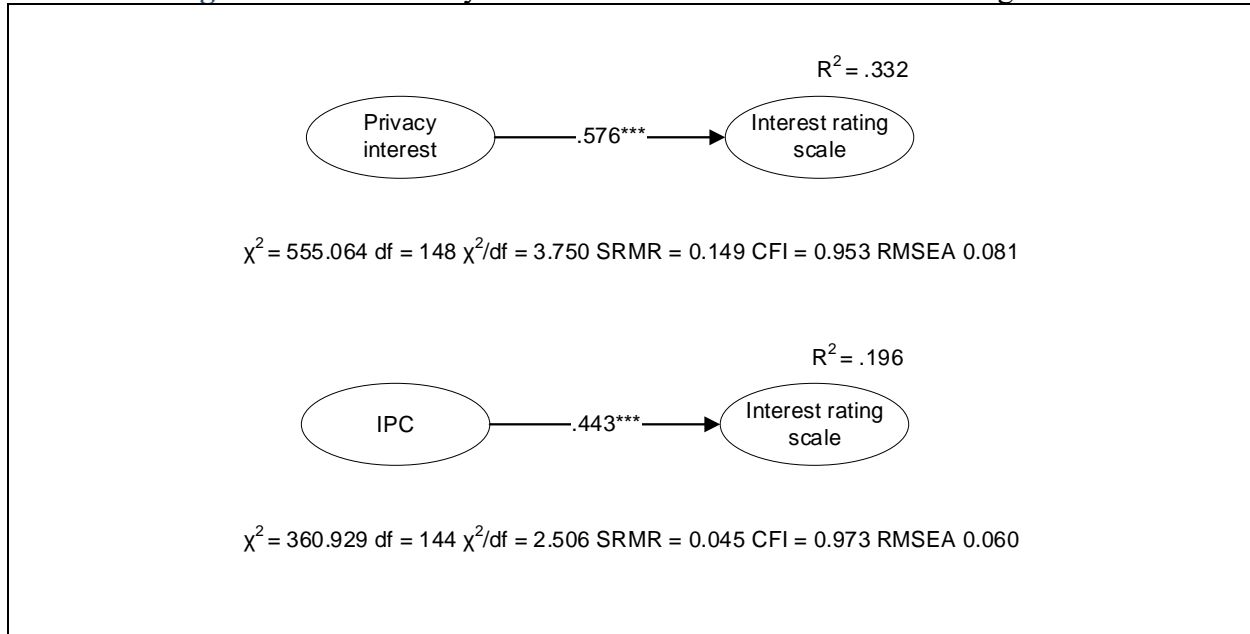 R² = .332
Privacy
interest
.576***
Interest rating
scale
χ² = 555.064 df = 148 χ²/df = 3.750 SRMR = 0.149 CFI = 0.953 RMSEA 0.081
R² = .196
IPC
.443***
Interest rating
scale
χ² = 360.929 df = 144 χ²/df = 2.506 SRMR = 0.045 CFI = 0.973 RMSEA 0.060